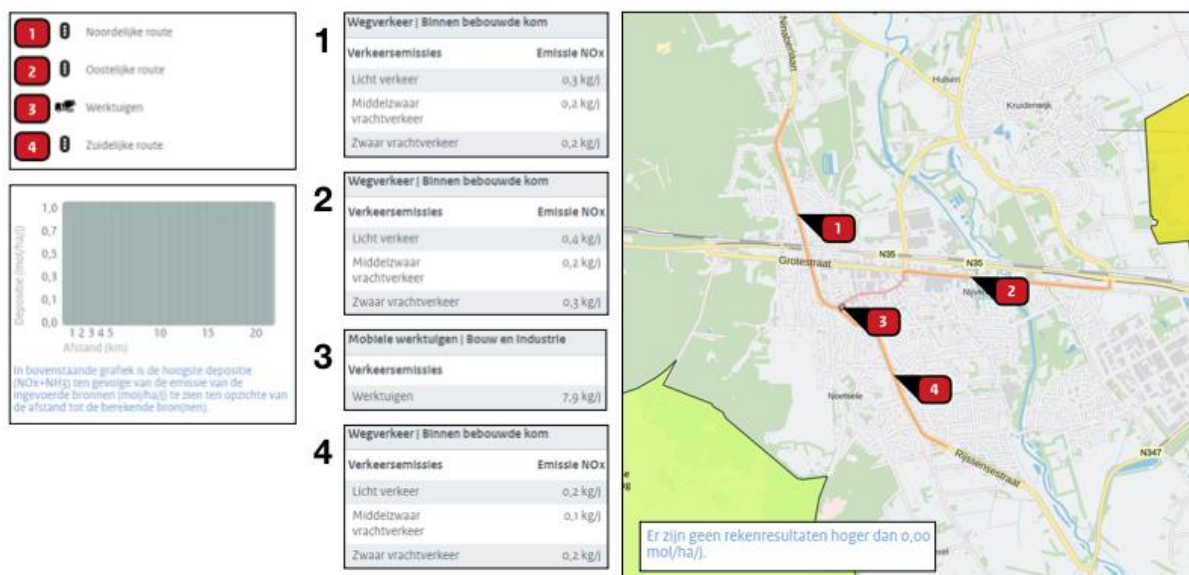 1 Noordelijke route
2 Oostelijke route
3 Werktuigen
4 Zuidelijke route
1,0
0,7
0,5
0,3
0,1
0,0
Depositie (mol/ha/j)
1 2 3 4 5 10 15 20
Afstand (km)
In bovenstaande grafiek is de hoogste depositie
(NOx+NH3) ten gevolge van de emissie van de
ingevoerde bronnen (mol/ha/j) te zien ten opzichte van
de afstand tot de berekende bron(nen).
1
Wegverkeer | Binnen bebouwde kom
Verkeersemissies Emissie NOx
Licht verkeer 0,3 kg/j
Middelzwaar
vrachtverkeer 0,2 kg/j
Zwaar vrachtverkeer 0,2 kg/j
2
Wegverkeer | Binnen bebouwde kom
Verkeersemissies Emissie NOx
Licht verkeer 0,4 kg/j
Middelzwaar
vrachtverkeer 0,2 kg/j
Zwaar vrachtverkeer 0,3 kg/j
3
Mobiele werktuigen | Bouw en Industrie
Verkeersemissies
Werktuigen 7,9 kg/j
4
Wegverkeer | Binnen bebouwde kom
Verkeersemissies Emissie NOx
Licht verkeer 0,2 kg/j
Middelzwaar
vrachtverkeer 0,1 kg/j
Zwaar vrachtverkeer 0,2 kg/j
Hulsen
Kruidenwijk
1
Grotestraat
N35
N35
2
3
4
Noetsele
Rijssensestraat
N347
Er zijn geen rekenresultaten hoger dan 0,00
mol/ha/j.